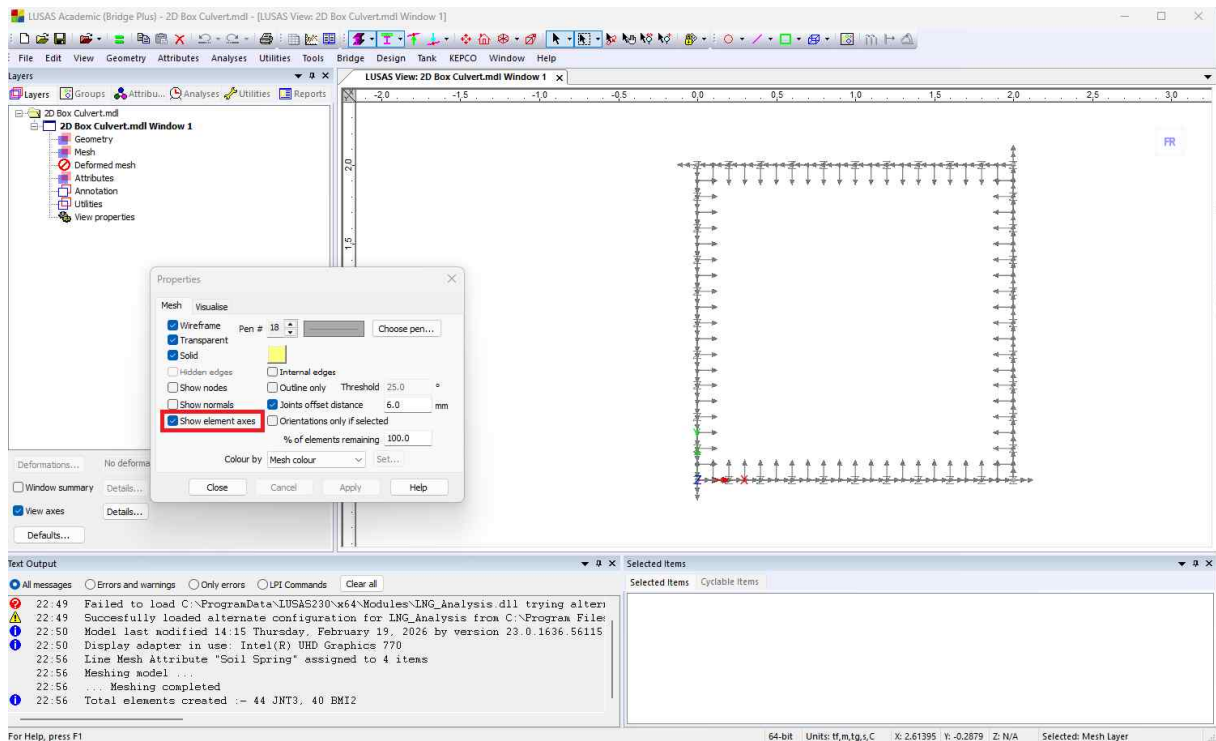 LUSAS Academic (Bridge Plus) - 2D Box Culvert.mdl - [LUSAS View: 2D Box Culvert.mdl Window 1]
File Edit View Geometry Attributes Analyses Utilities Tools Bridge Design Tank KEPCO Window Help
Layers
LUSAS View: 2D Box Culvert.mdl Window 1 x
Layers Groups Attribu... Analyses Utilities Reports
-2.0 -1.5 -1.0 -0.5 0.0 0.5 1.0 1.5 2.0 2.5 3.0
2D Box Culvert.mdl
2D Box Culvert.mdl Window 1
Geometry
Mesh
Deformed mesh
Attributes
Annotation
Utilities
View properties
FR
2.0
1.5
Properties
Mesh Visualise
Wireframe Pen # 18 Choose pen...
Transparent
Solid
Hidden edges Internal edges
Show nodes Outline only Threshold 25.0 °
Show normals Joints offset distance 6.0 mm
Show element axes Orientations only if selected
% of elements remaining 100.0
Colour by Mesh colour Set...
Close Cancel Apply Help
Y
Z X
Deformations... No deforma
Window summary Details...
View axes Details...
Defaults...
Text Output
All messages Errors and warnings Only errors LPI Commands Clear all
22:49 Failed to load C:\ProgramData\LUSAS230\x64\Modules\LNG_Analysis.dll trying altern
22:49 Succesfully loaded alternate configuration for LNG_Analysis from C:\Program Files
22:50 Model last modified 14:15 Thursday, February 19, 2026 by version 23.0.1636.56115
22:50 Display adapter in use: Intel(R) UHD Graphics 770
22:56 Line Mesh Attribute "Soil Spring" assigned to 4 items
22:56 Meshing model ...
22:56 ... Meshing completed
22:56 Total elements created :- 44 JNT3, 40 BMI2
Selected Items
Selected Items Cyclable Items
For Help, press F1
64-bit Units: tf,m,tg,s,C X: 2.61395 Y: -0.2879 Z: N/A Selected: Mesh Layer